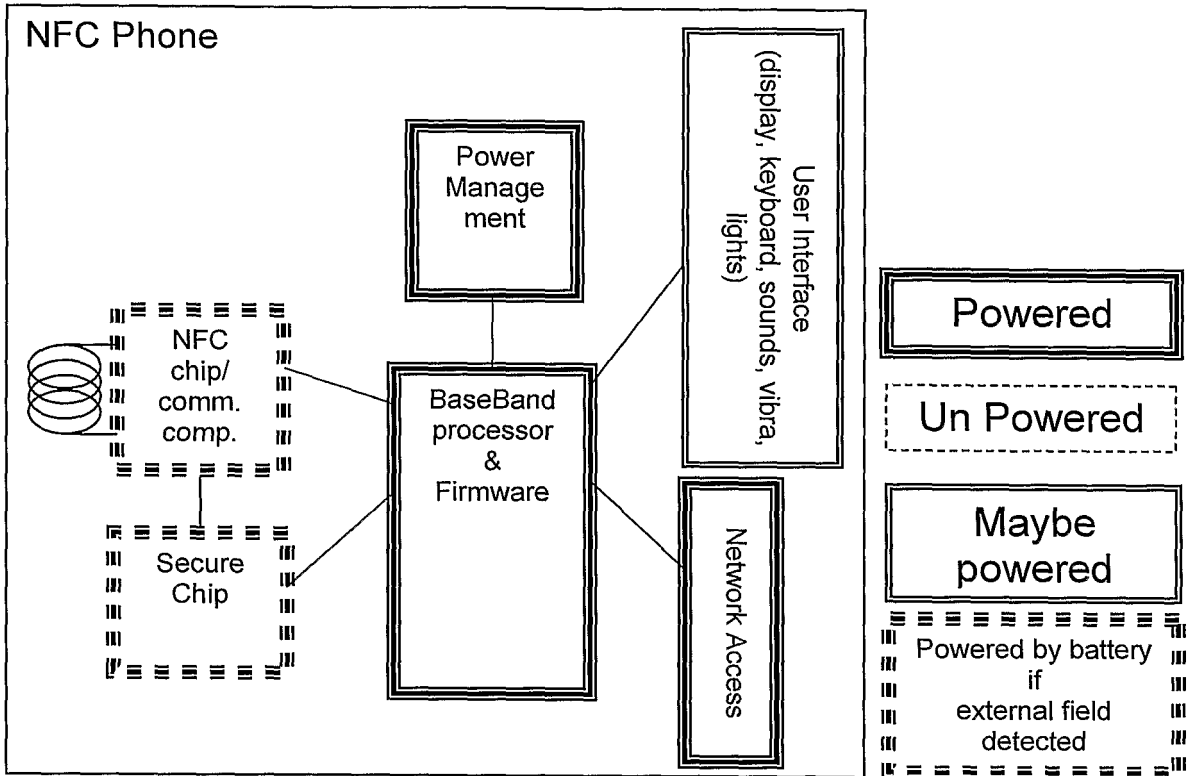 NFC Phone
Power
Manage
ment
User Interface
(display, keyboard, sounds, vibra,
lights)
NFC
chip/
comm.
comp.
BaseBand
processor
&
Firmware
Secure
Chip
Network Access
Powered
Un Powered
Maybe
powered
Powered by battery
if
external field
detected